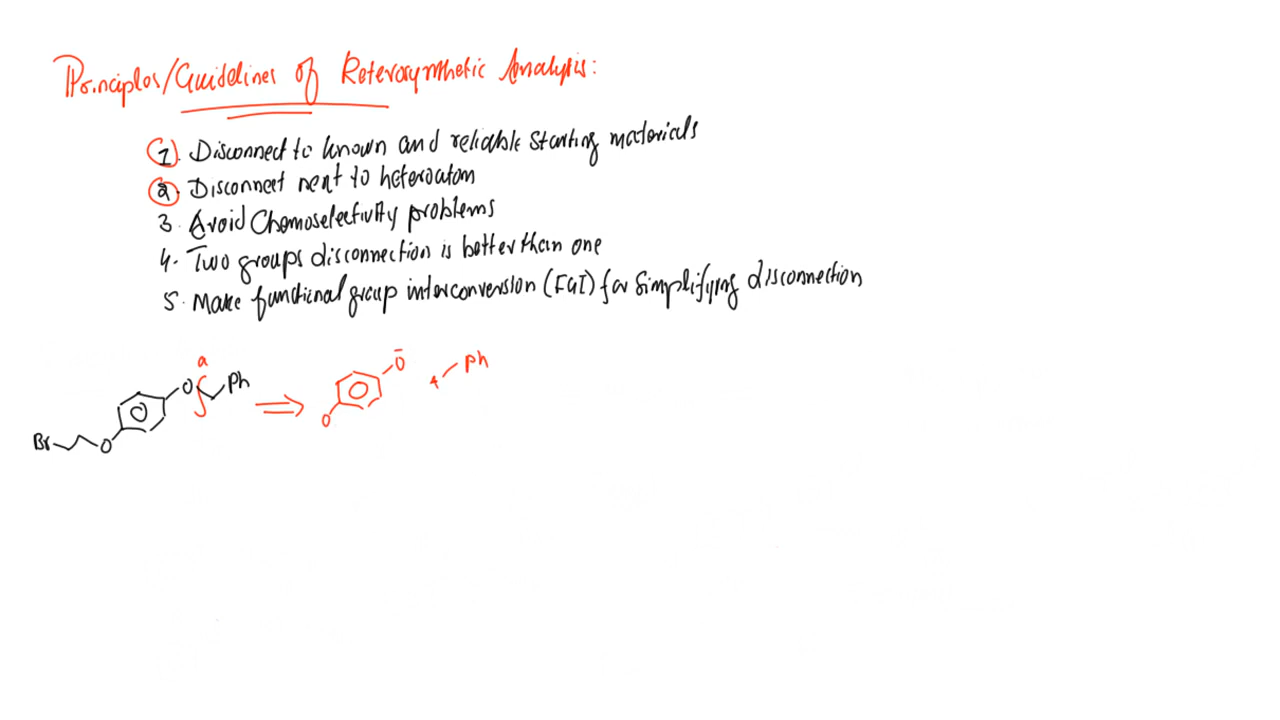 Principles/Guidelines of Reterosynthetic Analysis:
1. Disconnect to known and reliable starting materials
2. Disconnect next to heteroatom
3. Avoid Chemoselectivity problems
4. Two groups disconnection is better than one
5. Make functional group interconversion (FGI) for simplifying disconnection
a
O Ph ⇒ O⁻ + Ph
Br O O